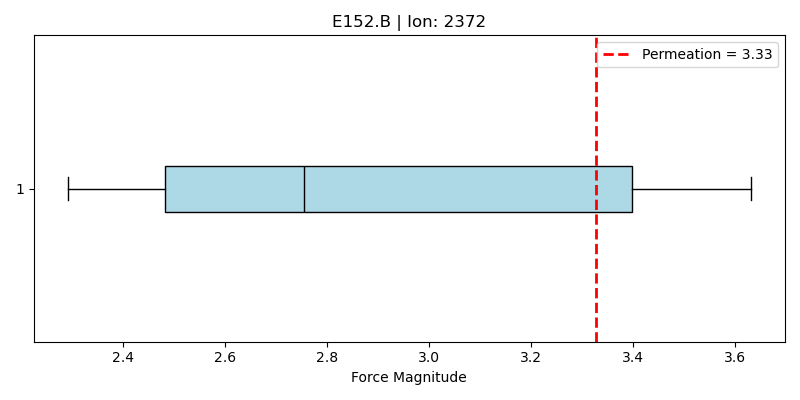 E152.B | Ion: 2372
Permeation = 3.33
1
2.4 2.6 2.8 3.0 3.2 3.4 3.6
Force Magnitude